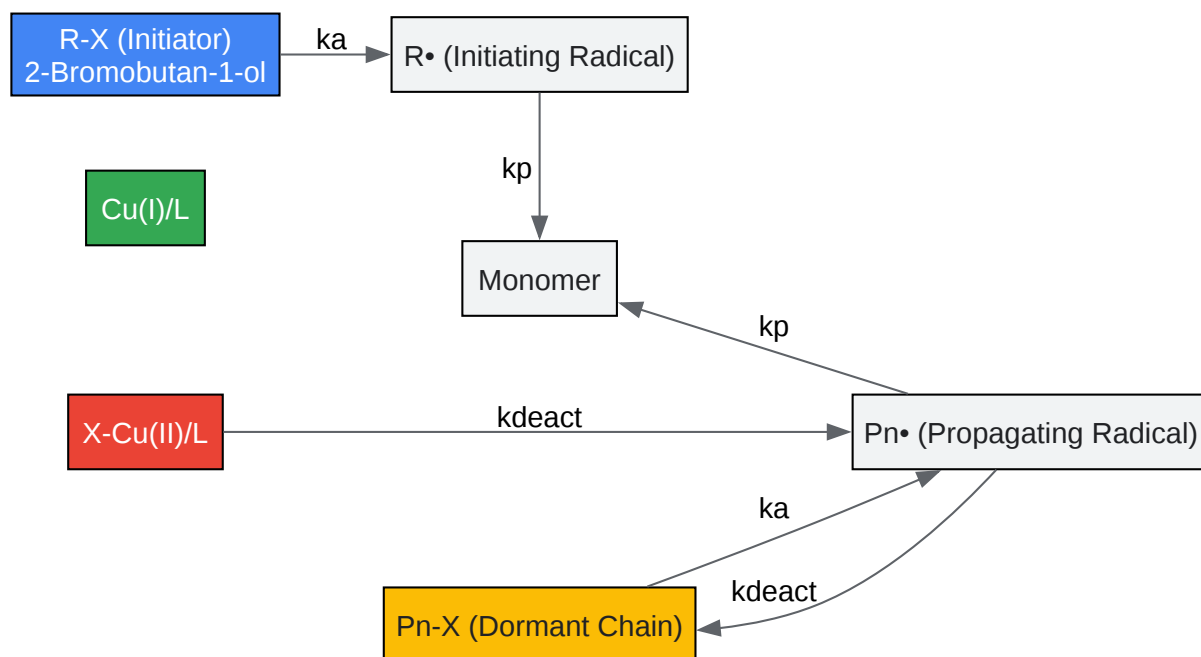 R-X (Initiator)
2-Bromobutan-1-ol
ka
R• (Initiating Radical)
kp
Cu(I)/L
Monomer
kp
X-Cu(II)/L
kdeact
Pn• (Propagating Radical)
ka
kdeact
Pn-X (Dormant Chain)